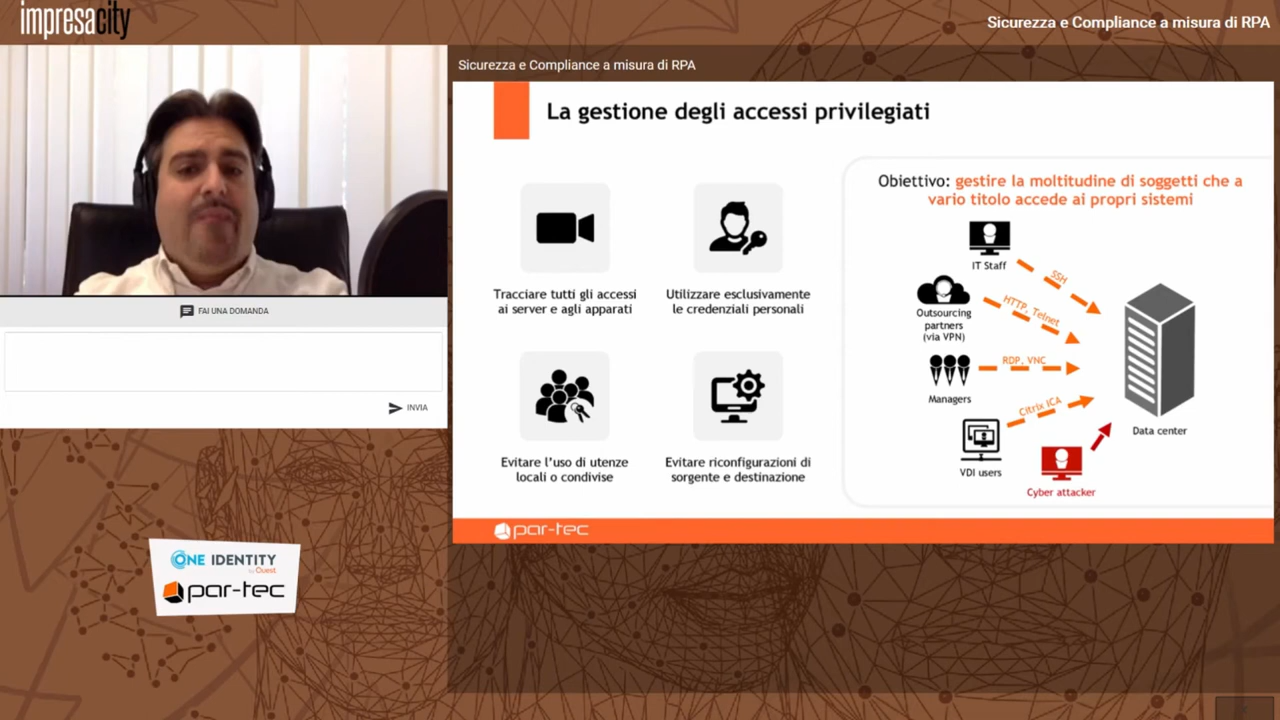 impresacity
Sicurezza e Compliance a misura di RPA
Sicurezza e Compliance a misura di RPA
La gestione degli accessi privilegiati
Tracciare tutti gli accessi
ai server e agli apparati
Utilizzare esclusivamente
le credenziali personali
Evitare l'uso di utenze
locali o condivise
Evitare riconfigurazioni di
sorgente e destinazione
Obiettivo: gestire la moltitudine di soggetti che a
vario titolo accede ai propri sistemi
IT Staff
SSH
Outsourcing
partners
(via VPN)
HTTP, Telnet
Managers
RDP, VNC
VDI users
Citrix ICA
Cyber attacker
Data center
par-tec
FAI UNA DOMANDA
INVIA
ONE IDENTITY
by Quest
par-tec